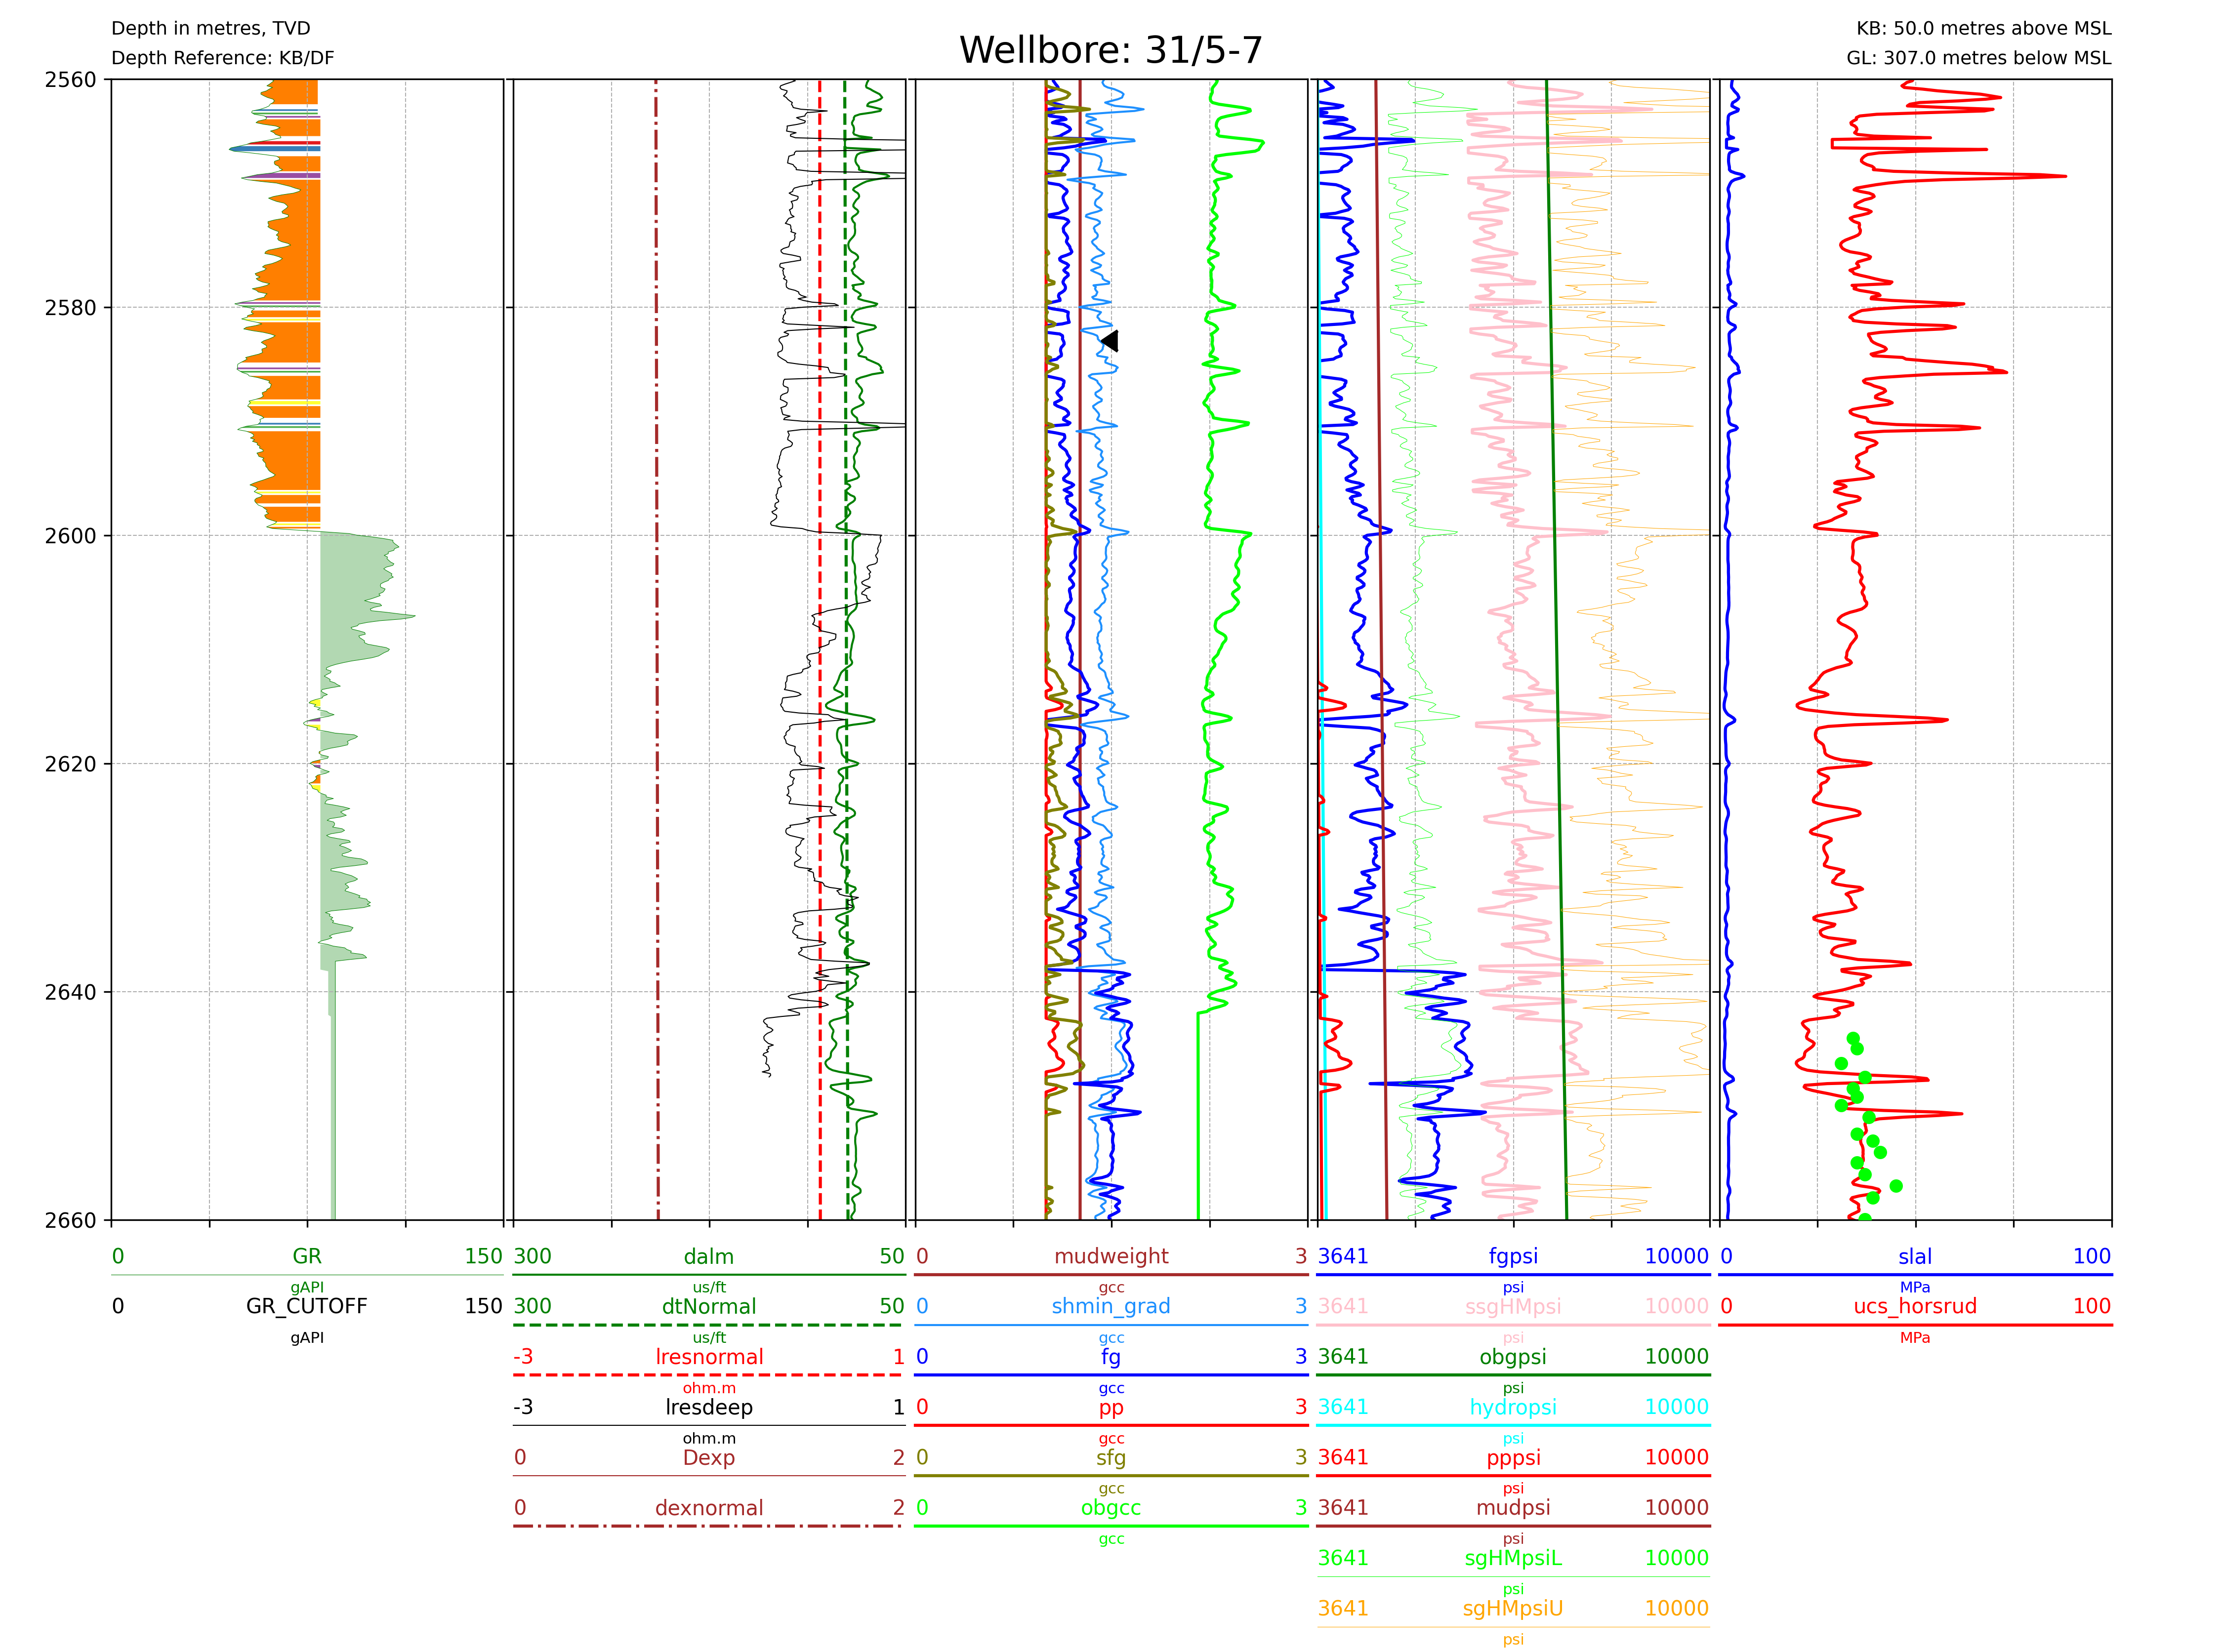 Depth in metres, TVD
Depth Reference: KB/DF
Wellbore: 31/5-7
KB: 50.0 metres above MSL
GL: 307.0 metres below MSL
2560
2580
2600
2620
2640
2660
0 GR 150
gAPI
0 GR_CUTOFF 150
gAPI
300 dalm 50
us/ft
300 dtNormal 50
us/ft
-3 lresnormal 1
ohm.m
-3 lresdeep 1
ohm.m
0 Dexp 2
0 dexnormal 2
0 mudweight 3
gcc
0 shmin_grad 3
gcc
0 fg 3
gcc
0 pp 3
gcc
0 sfg 3
gcc
0 obgcc 3
gcc
3641 fgpsi 10000
psi
3641 ssgHMpsi 10000
psi
3641 obgpsi 10000
psi
3641 hydropsi 10000
psi
3641 pppsi 10000
psi
3641 mudpsi 10000
psi
3641 sgHMpsiL 10000
psi
3641 sgHMpsiU 10000
psi
0 slal 100
MPa
0 ucs_horsrud 100
MPa